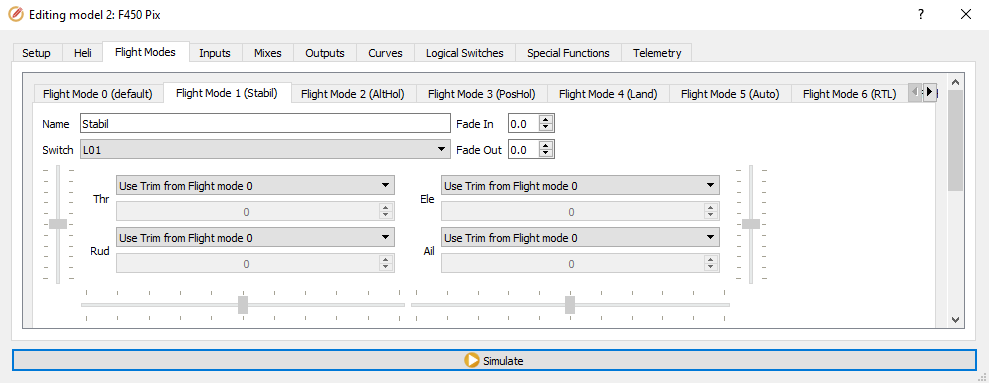 Editing model 2: F450 Pix ?
Setup Heli Flight Modes Inputs Mixes Outputs Curves Logical Switches Special Functions Telemetry
Flight Mode 0 (default) Flight Mode 1 (Stabil) Flight Mode 2 (AltHol) Flight Mode 3 (PosHol) Flight Mode 4 (Land) Flight Mode 5 (Auto) Flight Mode 6 (RTL)
Name Stabil Fade In 0.0
Switch L01 Fade Out 0.0
Use Trim from Flight mode 0 Use Trim from Flight mode 0
Thr Ele
0 0
Use Trim from Flight mode 0 Use Trim from Flight mode 0
Rud Ail
0 0
Simulate